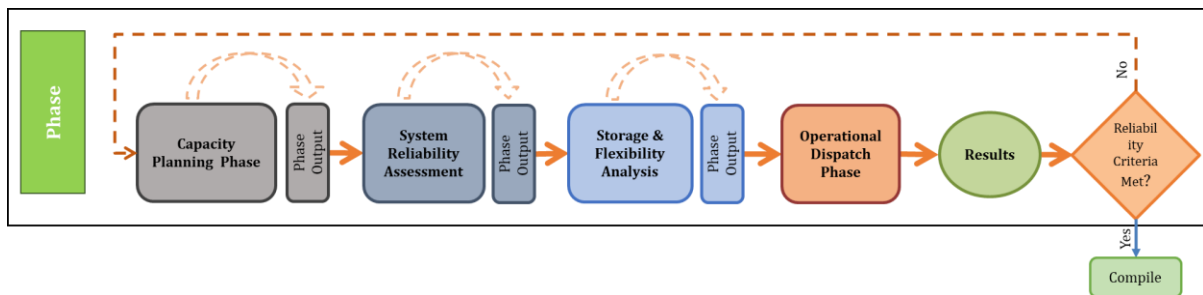 Phase
Capacity
Planning Phase
Phase
Output
System
Reliability
Assessment
Phase
Output
Storage &
Flexibility
Analysis
Phase
Output
Operational
Dispatch
Phase
Results
No
Reliabil
ity
Criteria
Met?
Yes
Compile